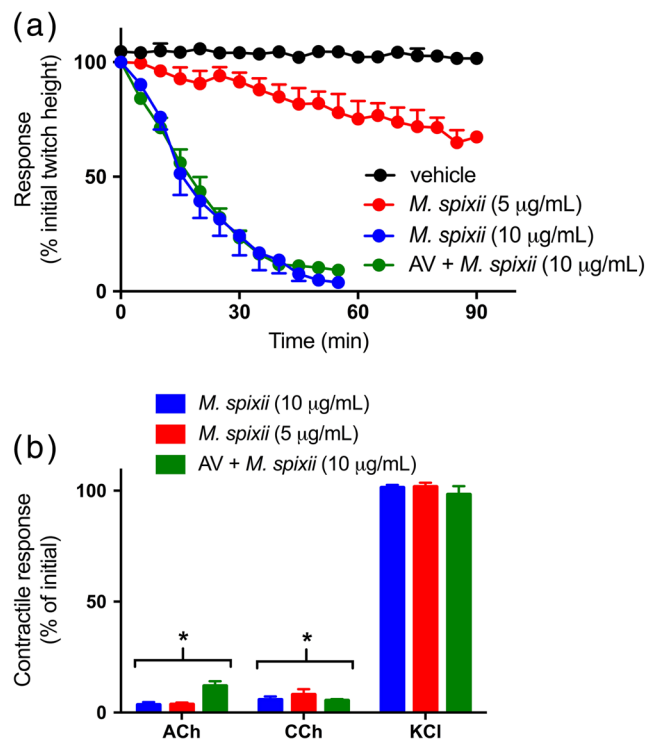 (a)
Response
(% initial twitch height)
100
50
0
vehicle
M. spixii (5 µg/mL)
M. spixii (10 µg/mL)
AV + M. spixii (10 µg/mL)
0 30 60 90
Time (min)
(b)
M. spixii (10 µg/mL)
M. spixii (5 µg/mL)
AV + M. spixii (10 µg/mL)
Contractile response
(% of initial)
100
50
0
* *
ACh CCh KCl